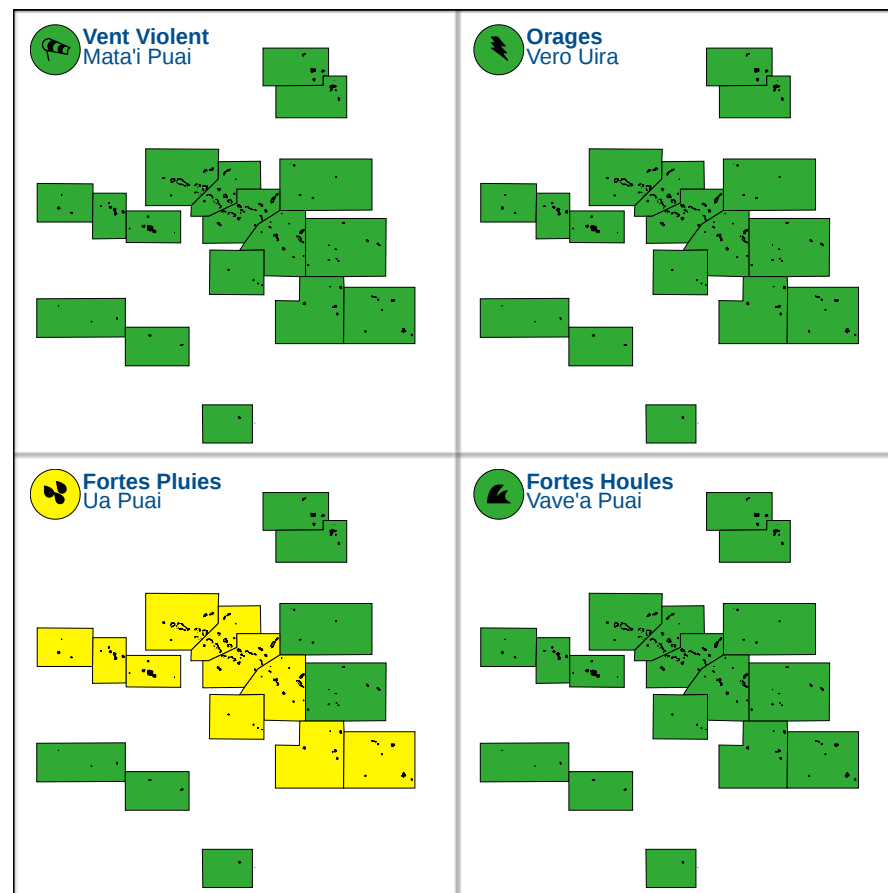 Vent Violent
Mata'i Puai
Orages
Vero Uira
Fortes Pluies
Ua Puai
Fortes Houles
Vave'a Puai